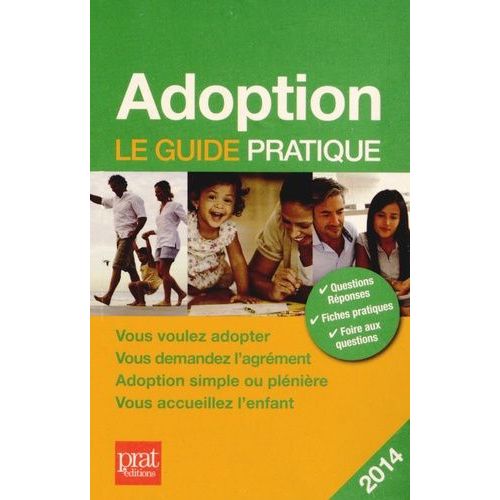 Adoption
LE GUIDE PRATIQUE
✓ Questions
Réponses
✓ Fiches pratiques
✓ Foire aux
questions
Vous voulez adopter
Vous demandez l'agrément
Adoption simple ou plénière
Vous accueillez l'enfant
prat
éditions
2014